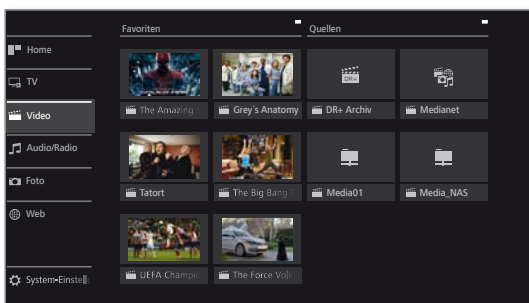 Favoriten
Quellen
Home
TV
Video
Audio/Radio
Foto
Web
System-Einstell
DR+
The Amazing S
Grey's Anatomy
DR+ Archiv
Medianet
Tatort
The Big Bang T
Media01
Media_NAS
UEFA Champio
The Force Volk